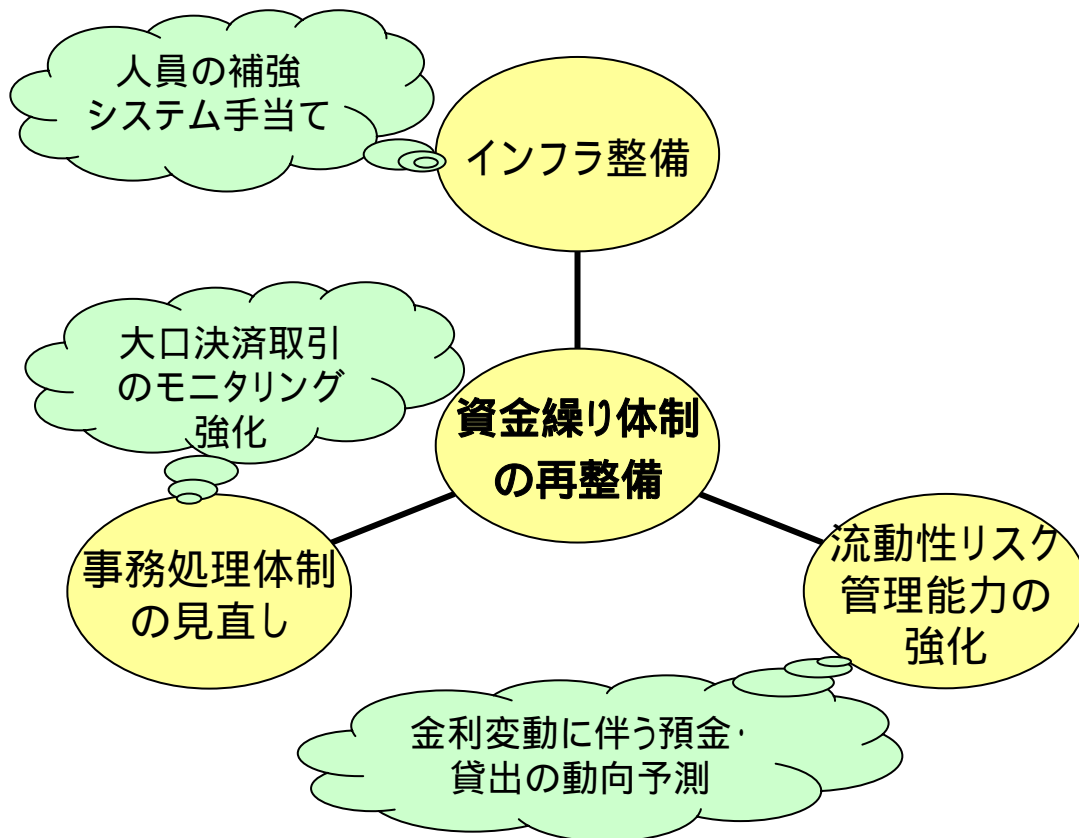 人員の補強
システム手当て
インフラ整備
大口決済取引
のモニタリング
強化
資金繰り体制
の再整備
事務処理体制
の見直し
流動性リスク
管理能力の
強化
金利変動に伴う預金・
貸出の動向予測